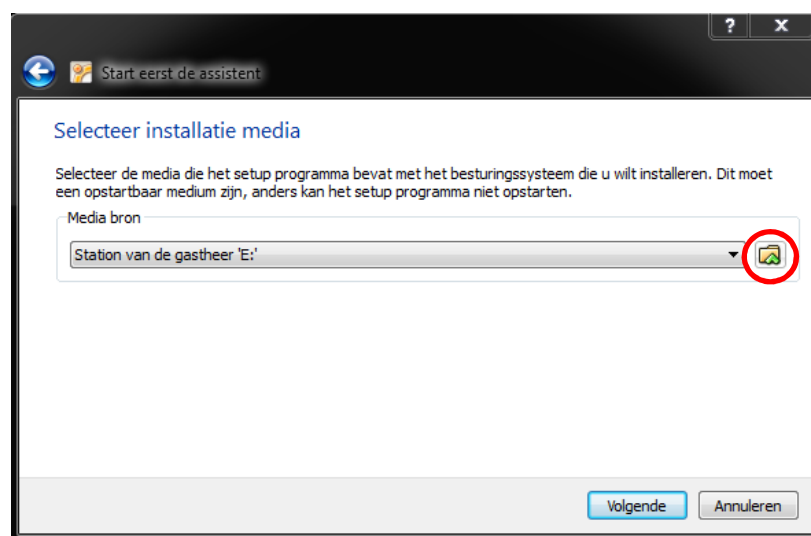 ? x
Start eerst de assistent
Selecteer installatie media
Selecteer de media die het setup programma bevat met het besturingssysteem die u wilt installeren. Dit moet
een opstartbaar medium zijn, anders kan het setup programma niet opstarten.
Media bron
Station van de gastheer 'E:'
Volgende Annuleren